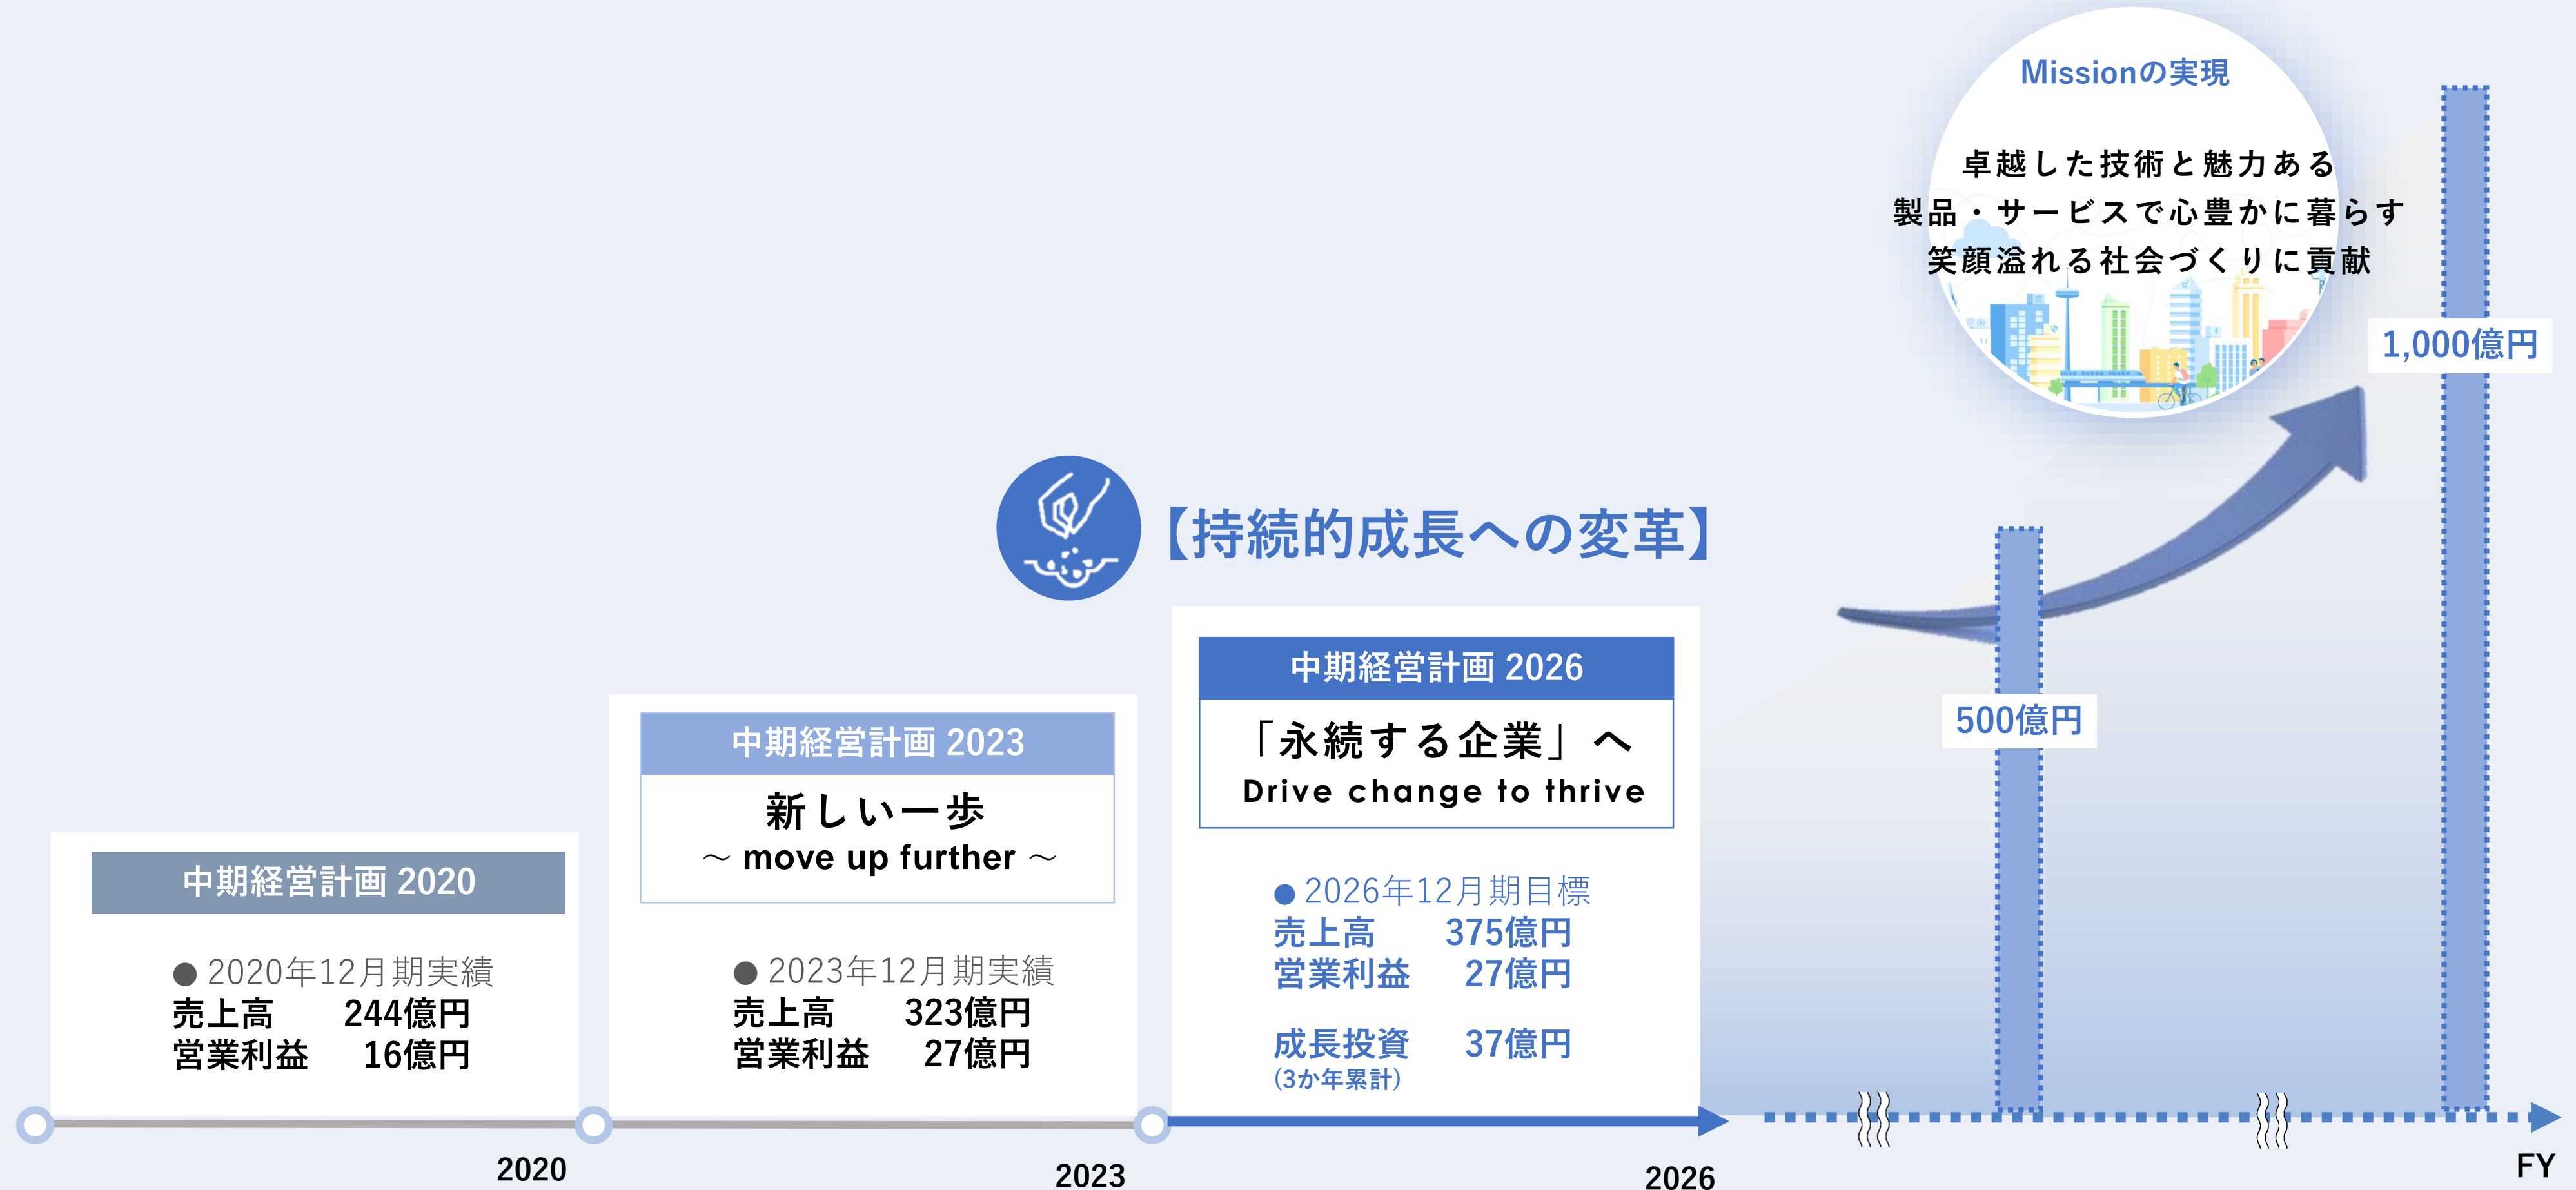 Missionの実現
卓越した技術と魅力ある
製品・サービスで心豊かに暮らす
笑顔溢れる社会づくりに貢献
1,000億円
【持続的成長への変革】
500億円
中期経営計画 2026
「永続する企業」へ
Drive change to thrive
● 2026年12月期目標
売上高 375億円
営業利益 27億円
成長投資 37億円
(3か年累計)
中期経営計画 2023
新しい一歩
～ move up further ～
● 2023年12月期実績
売上高 323億円
営業利益 27億円
中期経営計画 2020
● 2020年12月期実績
売上高 244億円
営業利益 16億円
2020
2023
2026
FY